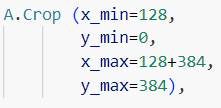 A.Crop (x_min=128,
y_min=0,
x_max=128+384,
y_max=384),